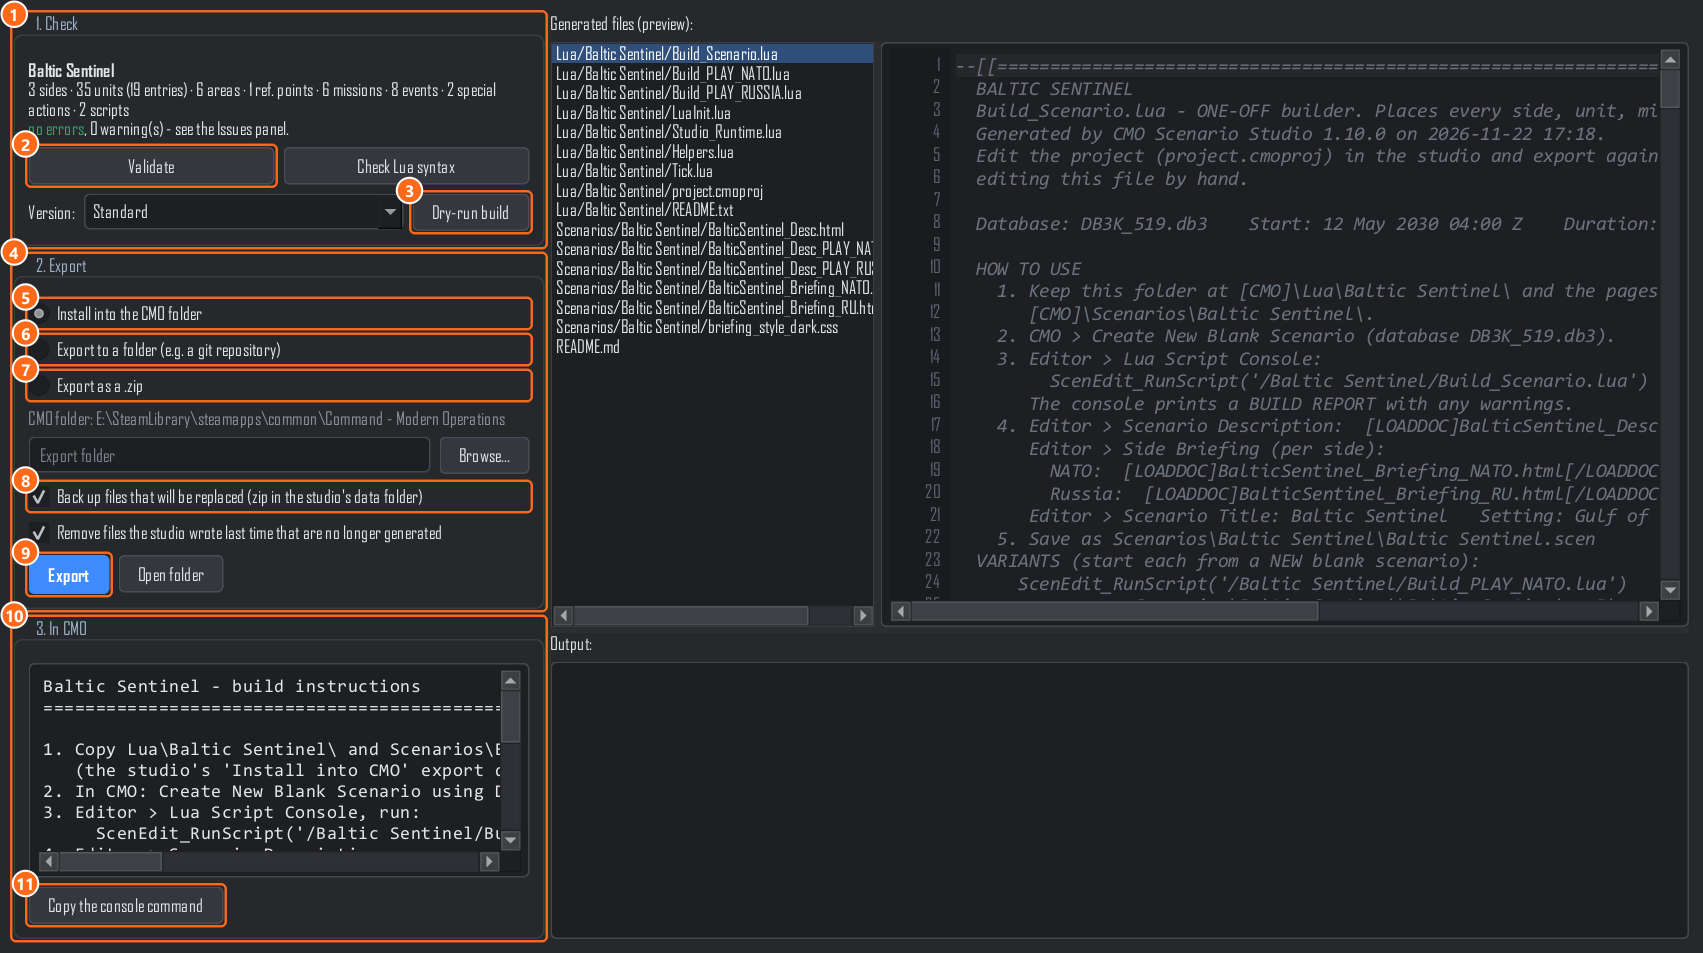 1
1. Check
Baltic Sentinel
3 sides · 35 units (19 entries) · 6 areas · 1 ref. points · 6 missions · 8 events · 2 special
actions · 2 scripts
no errors, 0 warning(s) - see the Issues panel.
2
Validate
Check Lua syntax
3
Version:
Standard
Dry-run build
4
2. Export
5
Install into the CMO folder
6
Export to a folder (e.g. a git repository)
7
Export as a .zip
CMO folder: E:\SteamLibrary\steamapps\common\Command - Modern Operations
Export folder
Browse...
8
Back up files that will be replaced (zip in the studio's data folder)
Remove files the studio wrote last time that are no longer generated
9
Export
Open folder
10
3. In CMO
Baltic Sentinel - build instructions
===========================================
1. Copy Lua\Baltic Sentinel\ and Scenarios\
(the studio's 'Install into CMO' export
2. In CMO: Create New Blank Scenario using
3. Editor > Lua Script Console, run:
ScenEdit_RunScript('/Baltic Sentinel/Bu
11
Copy the console command
Generated files (preview):
Lua/Baltic Sentinel/Build_Scenario.lua
Lua/Baltic Sentinel/Build_PLAY_NATO.lua
Lua/Baltic Sentinel/Build_PLAY_RUSSIA.lua
Lua/Baltic Sentinel/LuaInit.lua
Lua/Baltic Sentinel/Studio_Runtime.lua
Lua/Baltic Sentinel/Helpers.lua
Lua/Baltic Sentinel/Tick.lua
Lua/Baltic Sentinel/project.cmoproj
Lua/Baltic Sentinel/README.txt
Scenarios/Baltic Sentinel/BalticSentinel_Desc.html
Scenarios/Baltic Sentinel/BalticSentinel_Desc_PLAY_NAT
Scenarios/Baltic Sentinel/BalticSentinel_Desc_PLAY_RUS
Scenarios/Baltic Sentinel/BalticSentinel_Briefing_NATO.
Scenarios/Baltic Sentinel/BalticSentinel_Briefing_RU.ht
Scenarios/Baltic Sentinel/briefing_style_dark.css
README.md
1 --[[===============================================================
2 BALTIC SENTINEL
3 Build_Scenario.lua - ONE-OFF builder. Places every side, unit, mi
4 Generated by CMO Scenario Studio 1.10.0 on 2026-11-22 17:18.
5 Edit the project (project.cmoproj) in the studio and export again
6 editing this file by hand.
7
8 Database: DB3K_519.db3 Start: 12 May 2030 04:00 Z Duration:
9
10 HOW TO USE
11 1. Keep this folder at [CMO]\Lua\Baltic Sentinel\ and the pages
12 [CMO]\Scenarios\Baltic Sentinel\.
13 2. CMO > Create New Blank Scenario (database DB3K_519.db3).
14 3. Editor > Lua Script Console:
15 ScenEdit_RunScript('/Baltic Sentinel/Build_Scenario.lua')
16 The console prints a BUILD REPORT with any warnings.
17 4. Editor > Scenario Description: [LOADDOC]BalticSentinel_Desc
18 Editor > Side Briefing (per side):
19 NATO: [LOADDOC]BalticSentinel_Briefing_NATO.html[/LOADDOC
20 Russia: [LOADDOC]BalticSentinel_Briefing_RU.html[/LOADDOC
21 Editor > Scenario Title: Baltic Sentinel Setting: Gulf of
22 5. Save as Scenarios\Baltic Sentinel\Baltic Sentinel.scen
23 VARIANTS (start each from a NEW blank scenario):
24 ScenEdit_RunScript('/Baltic Sentinel/Build_PLAY_NATO.lua')
Output: